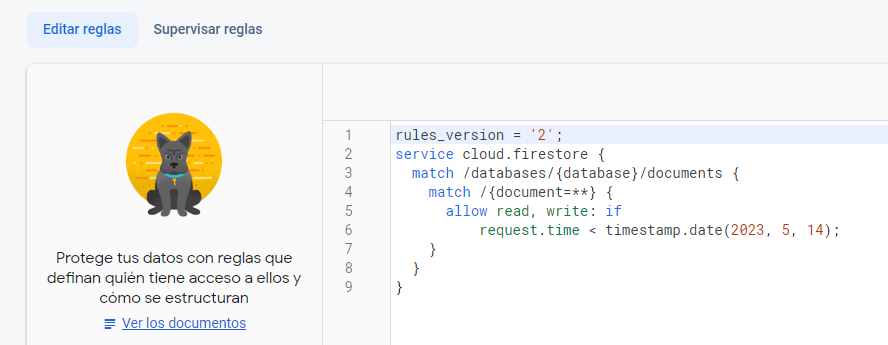 Editar reglas
Supervisar reglas
Protege tus datos con reglas que
definan quién tiene acceso a ellos y
cómo se estructuran
Ver los documentos
1 rules_version = '2';
2 service cloud.firestore {
3   match /databases/{database}/documents {
4     match /{document=**} {
5       allow read, write: if
6           request.time < timestamp.date(2023, 5, 14);
7     }
8   }
9 }